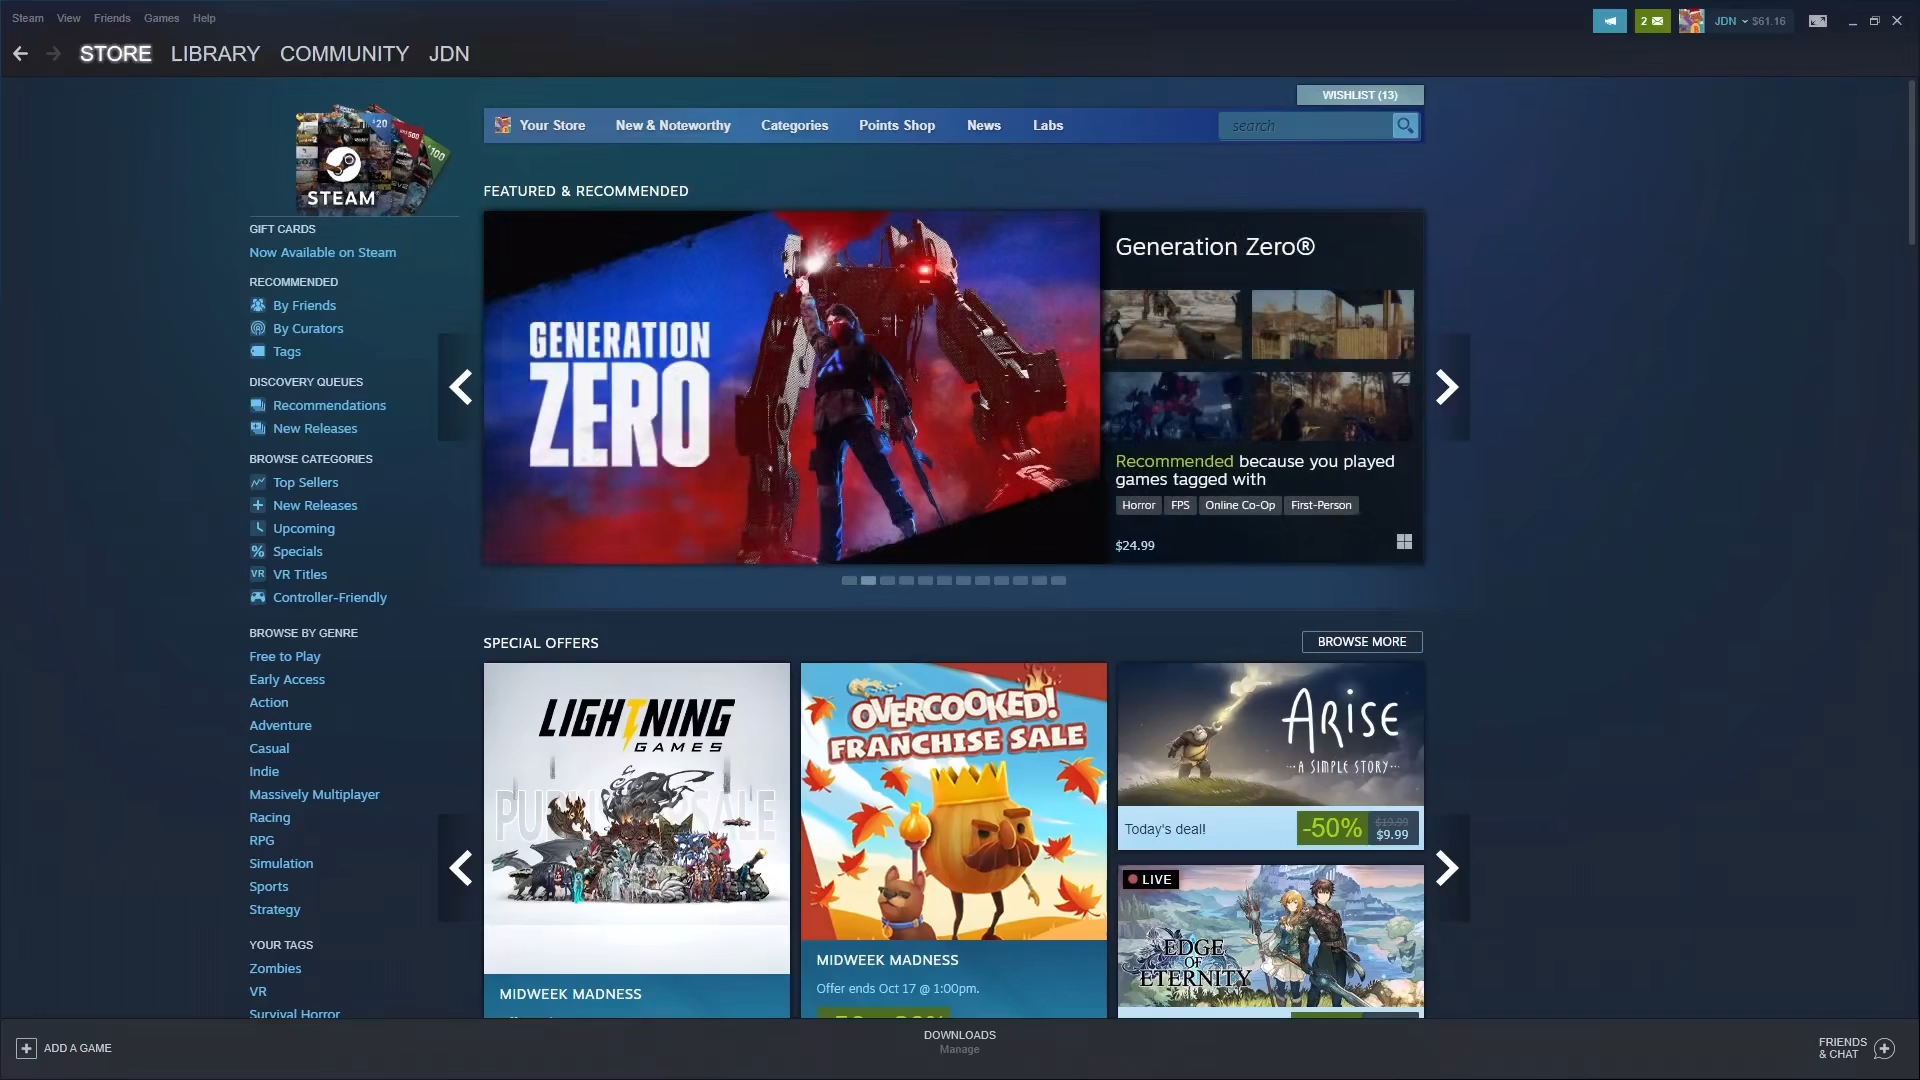 Steam View Friends Games Help
2 JDN $61.16
STORE LIBRARY COMMUNITY JDN
WISHLIST (13)
Your Store New & Noteworthy Categories Points Shop News Labs search
$20
500
$100
STEAM
GIFT CARDS
Now Available on Steam
RECOMMENDED
By Friends
By Curators
Tags
DISCOVERY QUEUES
Recommendations
New Releases
BROWSE CATEGORIES
Top Sellers
New Releases
Upcoming
% Specials
VR VR Titles
Controller-Friendly
BROWSE BY GENRE
Free to Play
Early Access
Action
Adventure
Casual
Indie
Massively Multiplayer
Racing
RPG
Simulation
Sports
Strategy
YOUR TAGS
Zombies
VR
Survival Horror
FEATURED & RECOMMENDED
GENERATION
ZERO
Generation Zero®
Recommended because you played
games tagged with
Horror FPS Online Co-Op First-Person
$24.99
SPECIAL OFFERS
BROWSE MORE
LIGHTNING
GAMES
MIDWEEK MADNESS
OVERCOOKED!
FRANCHISE SALE
MIDWEEK MADNESS
Offer ends Oct 17 @ 1:00pm.
ARISE
A SIMPLE STORY
Today's deal!
-50%
$19.99
$9.99
LIVE
EDGE
OF
ETERNITY
ADD A GAME
DOWNLOADS
Manage
FRIENDS
& CHAT